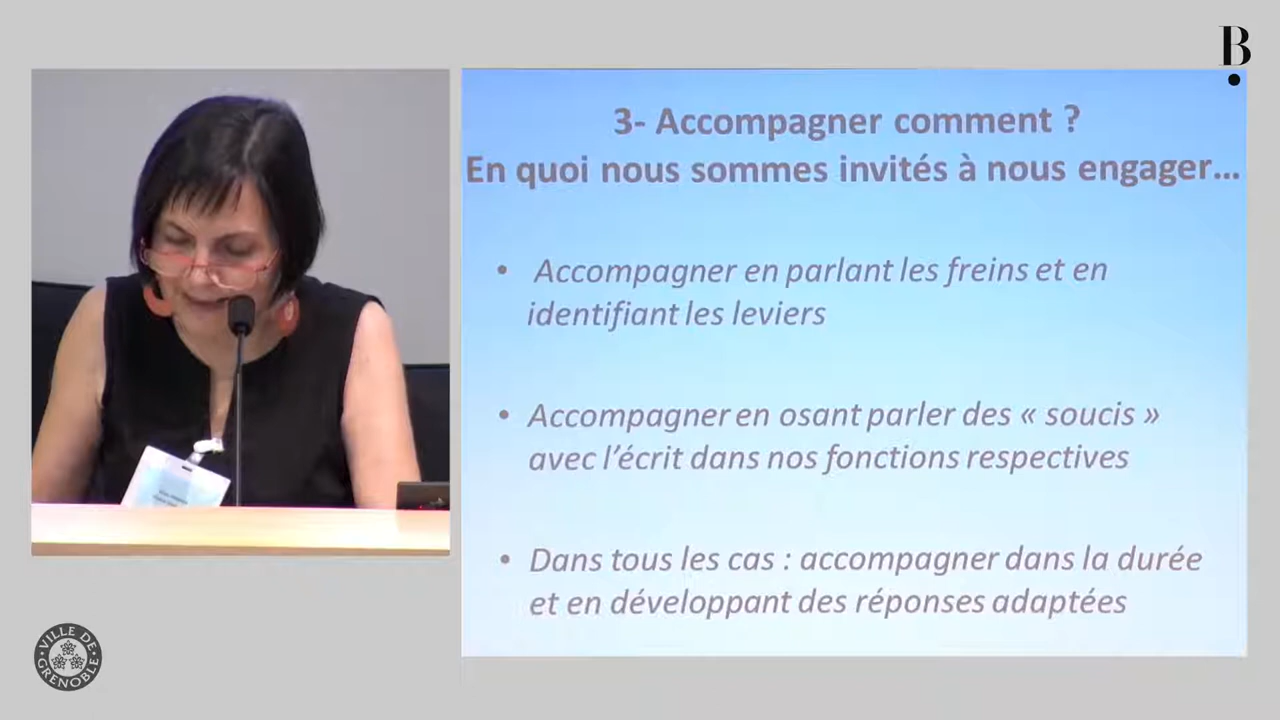 B
3- Accompagner comment ?
En quoi nous sommes invités à nous engager...
• Accompagner en parlant les freins et en
identifiant les leviers
• Accompagner en osant parler des « soucis »
avec l'écrit dans nos fonctions respectives
• Dans tous les cas : accompagner dans la durée
et en développant des réponses adaptées
VILLE DE GRENOBLE